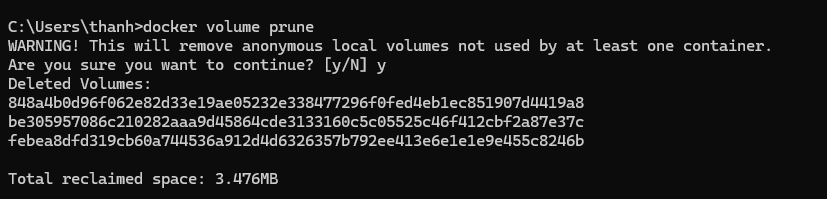 C:\Users\thanh>docker volume prune
WARNING! This will remove anonymous local volumes not used by at least one container.
Are you sure you want to continue? [y/N] y
Deleted Volumes:
848a4b0d96f062e82d33e19ae05232e338477296f0fed4eb1ec851907d4419a8
be305957086c210282aaa9d45864cde3133160c5c05525c46f412cbf2a87e37c
febea8dfd319cb60a744536a912d4d6326357b792ee413e6e1e1e9e455c8246b
Total reclaimed space: 3.476MB